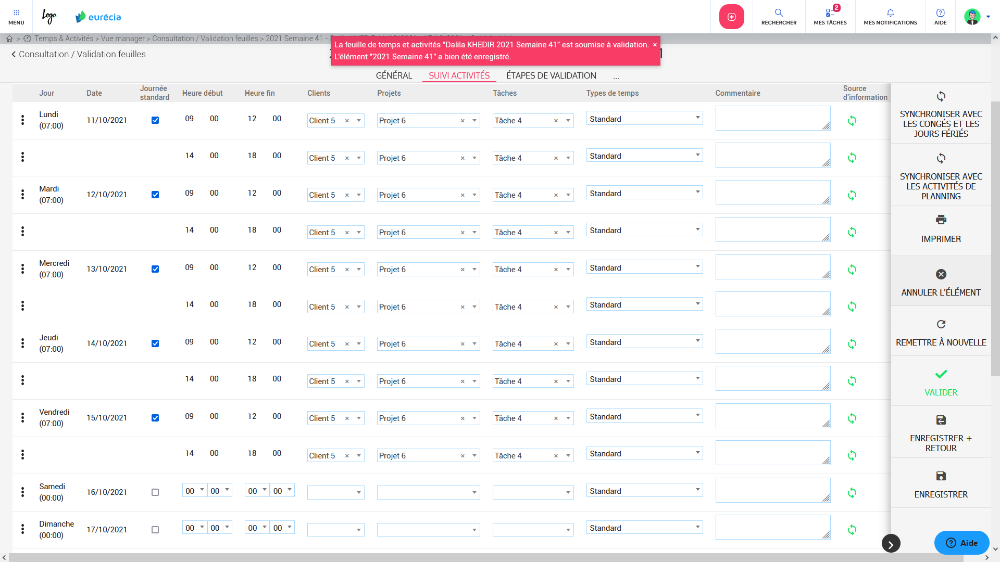 MENU
Logo
eurécia
RECHERCHER
2
MES TÂCHES
MES NOTIFICATIONS
AIDE
> Temps & Activités > Vue manager > Consultation / Validation feuilles > 2021 Semaine 41 -
La feuille de temps et activités "Dalila KHEDIR 2021 Semaine 41" est soumise à validation. ×
L'élément "2021 Semaine 41" a bien été enregistré.
Consultation / Validation feuilles
GÉNÉRAL SUIVI ACTIVITÉS ÉTAPES DE VALIDATION ...
Jour Date Journée standard Heure début Heure fin Clients Projets Tâches Types de temps Commentaire Source d'information
Lundi (07:00) 11/10/2021 09 00 12 00 Client 5 × Projet 6 × Tâche 4 × Standard
14 00 18 00 Client 5 × Projet 6 × Tâche 4 × Standard
Mardi (07:00) 12/10/2021 09 00 12 00 Client 5 × Projet 6 × Tâche 4 × Standard
14 00 18 00 Client 5 × Projet 6 × Tâche 4 × Standard
Mercredi (07:00) 13/10/2021 09 00 12 00 Client 5 × Projet 6 × Tâche 4 × Standard
14 00 18 00 Client 5 × Projet 6 × Tâche 4 × Standard
Jeudi (07:00) 14/10/2021 09 00 12 00 Client 5 × Projet 6 × Tâche 4 × Standard
14 00 18 00 Client 5 × Projet 6 × Tâche 4 × Standard
Vendredi (07:00) 15/10/2021 09 00 12 00 Client 5 × Projet 6 × Tâche 4 × Standard
14 00 18 00 Client 5 × Projet 6 × Tâche 4 × Standard
Samedi (00:00) 16/10/2021 00 00 00 00 Standard
Dimanche (00:00) 17/10/2021 00 00 00 00 Standard
SYNCHRONISER AVEC
LES CONGÉS ET LES
JOURS FÉRIÉS
SYNCHRONISER AVEC
LES ACTIVITÉS DE
PLANNING
IMPRIMER
ANNULER L'ÉLÉMENT
REMETTRE À NOUVELLE
VALIDER
ENREGISTRER +
RETOUR
ENREGISTRER
Aide